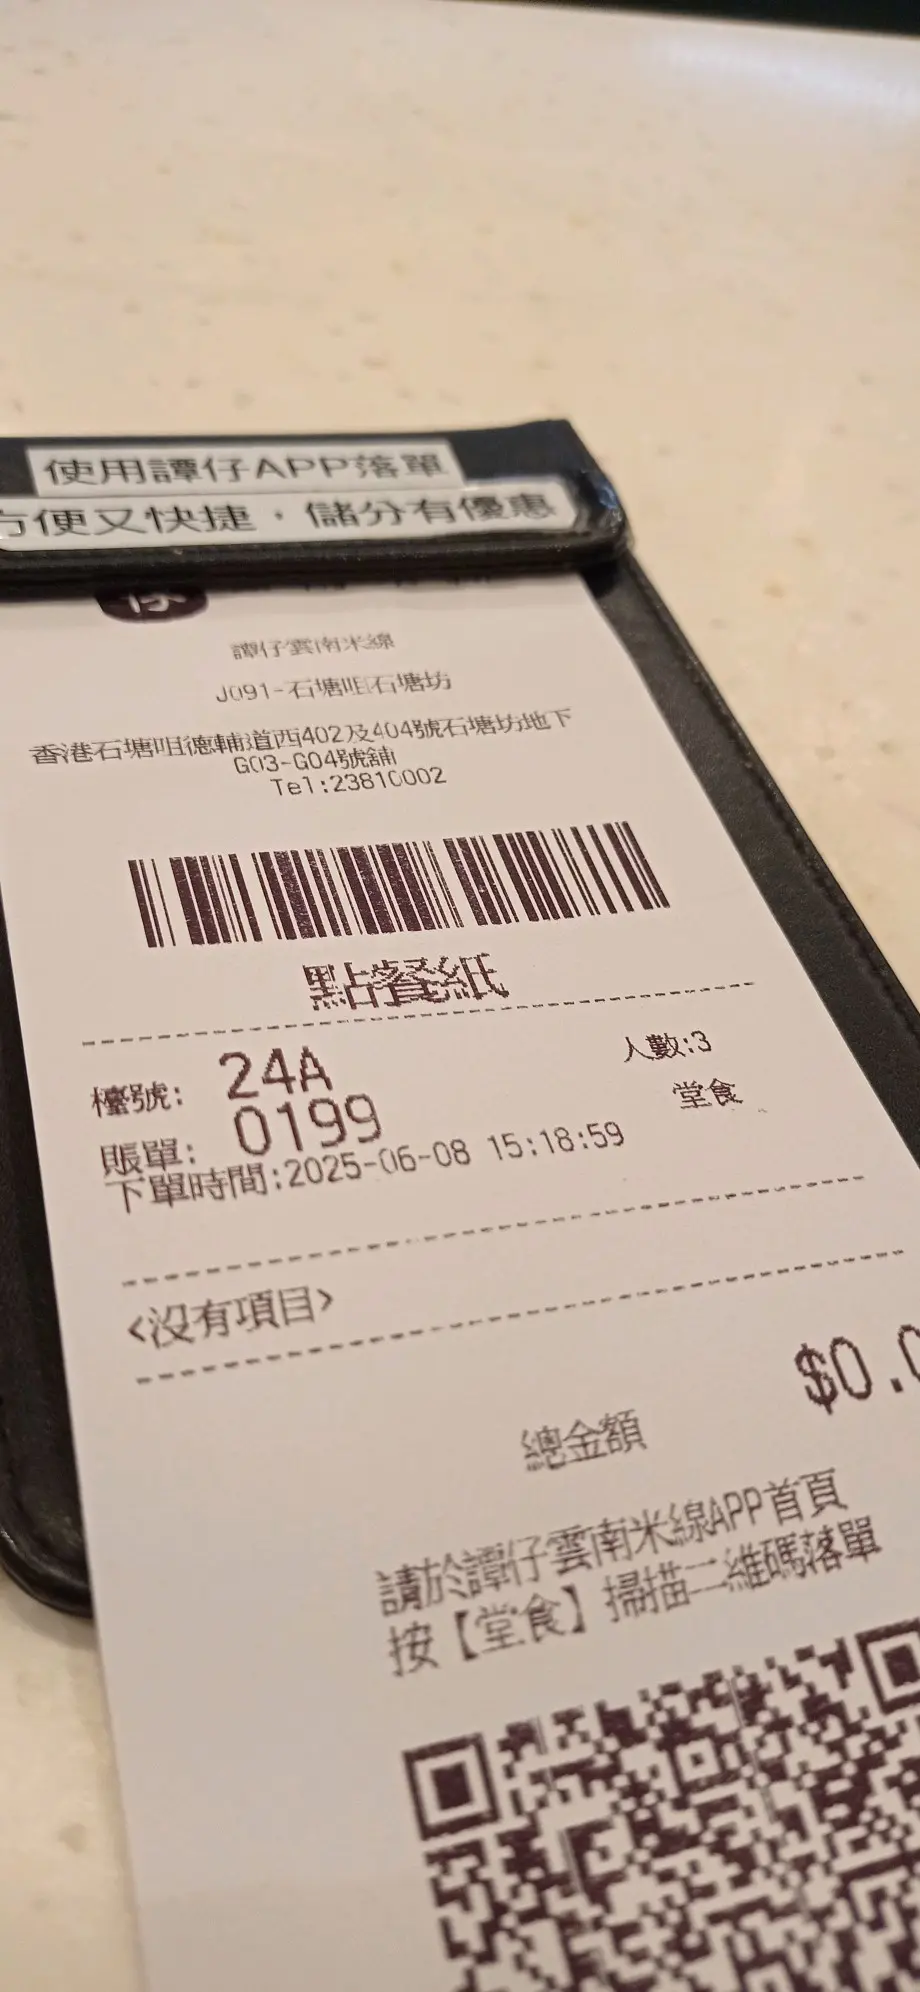 使用譚仔APP落單
方便又快捷，儲分有優惠
仔
譚仔雲南米線
J091-石塘咀石塘坊
香港石塘咀德輔道西402及404號石塘坊地下
G03-G04號舖
Tel:23810002
點餐紙
檯號: 24A
人數:3
賬單: 0199
堂食
下單時間:2025-06-08 15:18:59
<沒有項目>
$0.0
總金額
請於譚仔雲南米線APP首頁
按【堂食】掃描二維碼落單